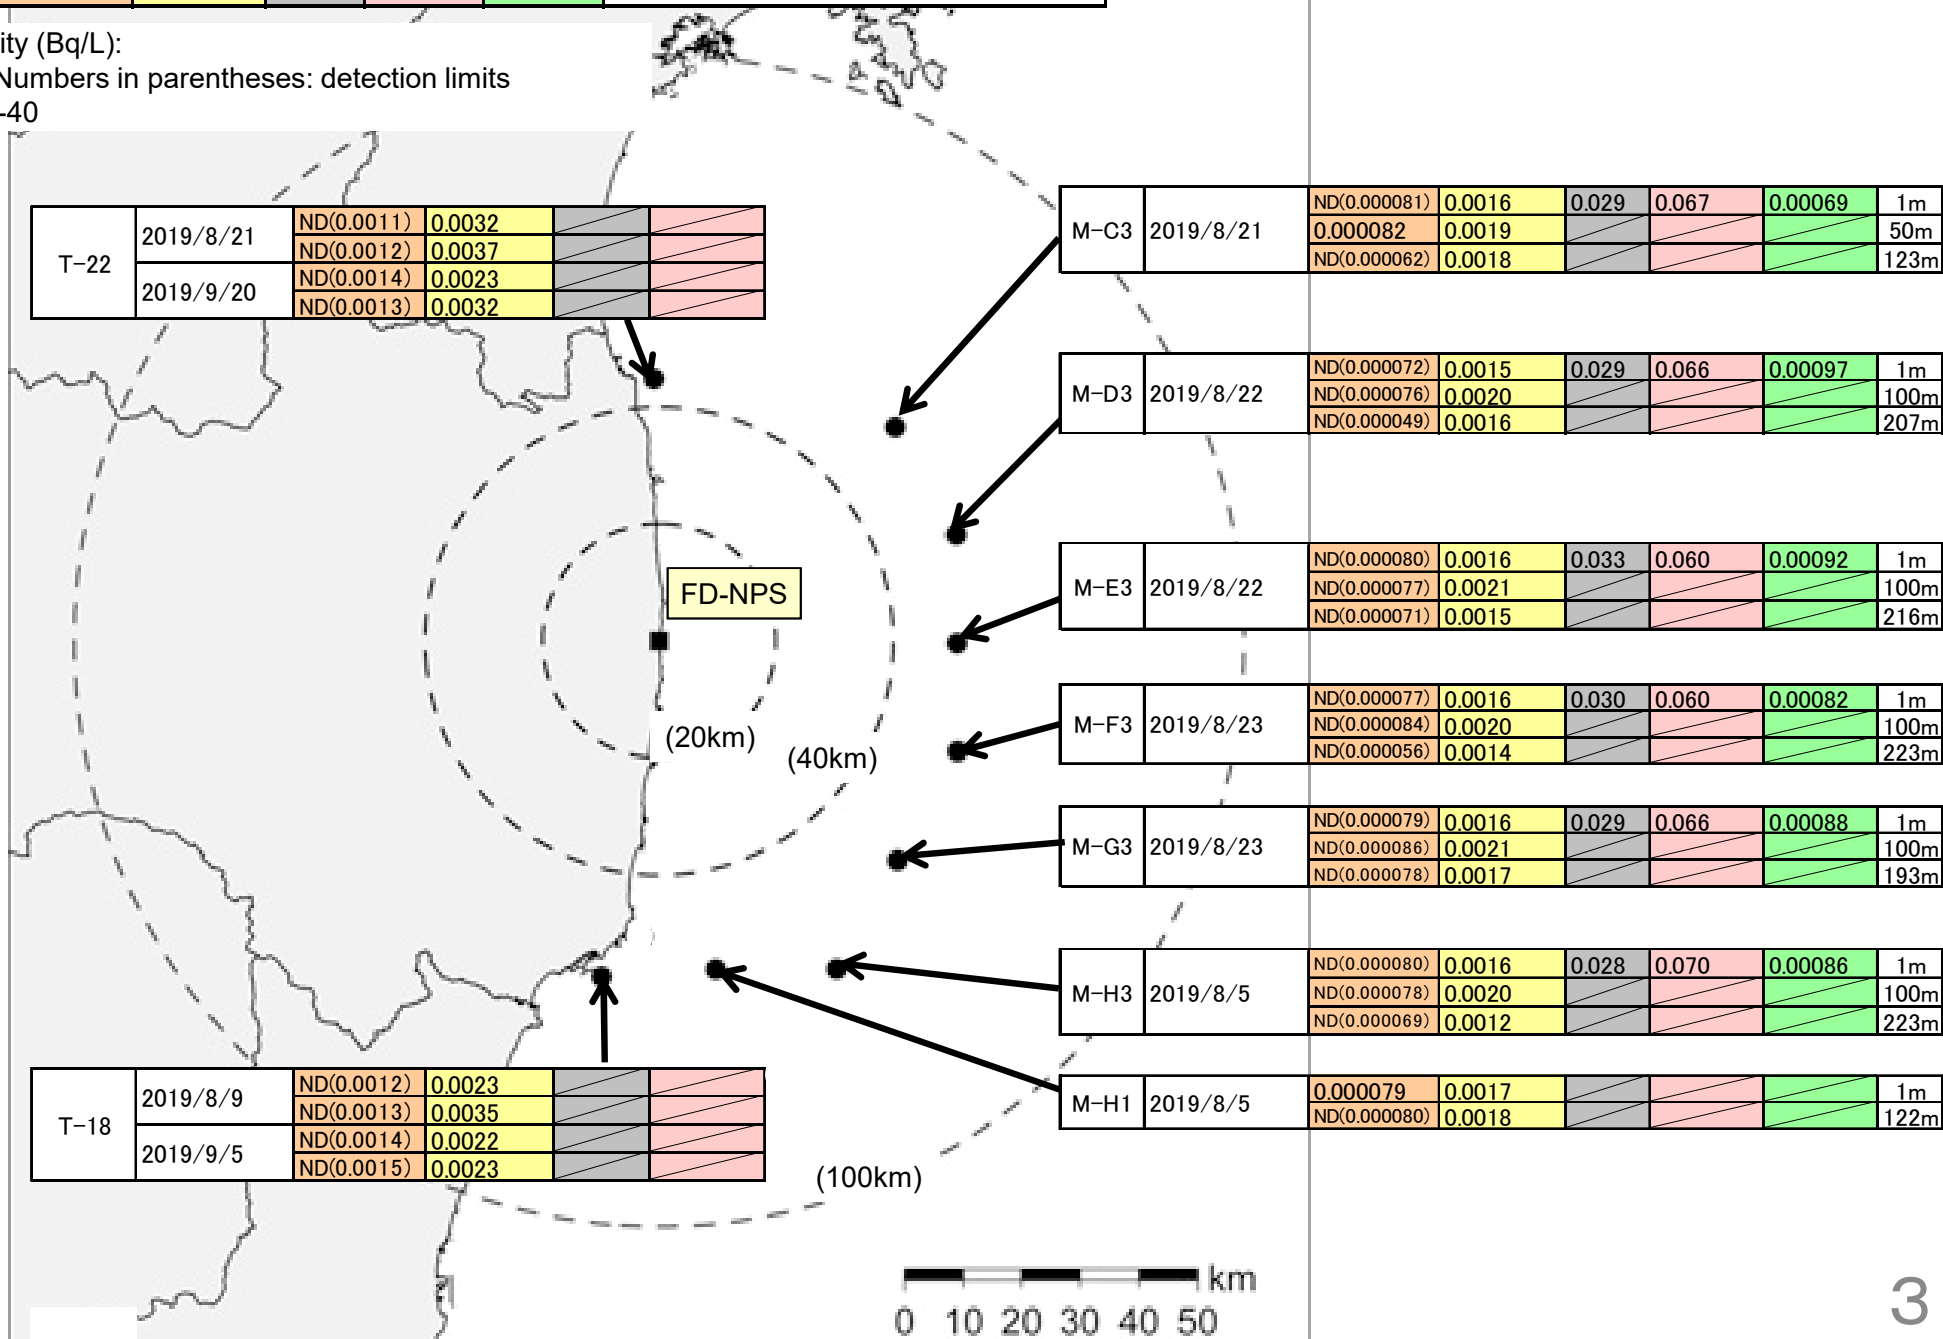 ity (Bq/L):
Numbers in parentheses: detection limits
-40
T-22
2019/8/21
ND(0.0011) 0.0032
ND(0.0012) 0.0037
2019/9/20
ND(0.0014) 0.0023
ND(0.0013) 0.0032
M-C3 2019/8/21
ND(0.000081) 0.0016 0.029 0.067 0.00069 1m
0.000082 0.0019 50m
ND(0.000062) 0.0018 123m
M-D3 2019/8/22
ND(0.000072) 0.0015 0.029 0.066 0.00097 1m
ND(0.000076) 0.0020 100m
ND(0.000049) 0.0016 207m
M-E3 2019/8/22
ND(0.000080) 0.0016 0.033 0.060 0.00092 1m
ND(0.000077) 0.0021 100m
ND(0.000071) 0.0015 216m
FD-NPS
(20km)
(40km)
M-F3 2019/8/23
ND(0.000077) 0.0016 0.030 0.060 0.00082 1m
ND(0.000084) 0.0020 100m
ND(0.000056) 0.0014 223m
M-G3 2019/8/23
ND(0.000079) 0.0016 0.029 0.066 0.00088 1m
ND(0.000086) 0.0021 100m
ND(0.000078) 0.0017 193m
M-H3 2019/8/5
ND(0.000080) 0.0016 0.028 0.070 0.00086 1m
ND(0.000078) 0.0020 100m
ND(0.000069) 0.0012 223m
M-H1 2019/8/5
0.000079 0.0017 1m
ND(0.000080) 0.0018 122m
T-18
2019/8/9
ND(0.0012) 0.0023
ND(0.0013) 0.0035
2019/9/5
ND(0.0014) 0.0022
ND(0.0015) 0.0023
(100km)
km
0 10 20 30 40 50
3